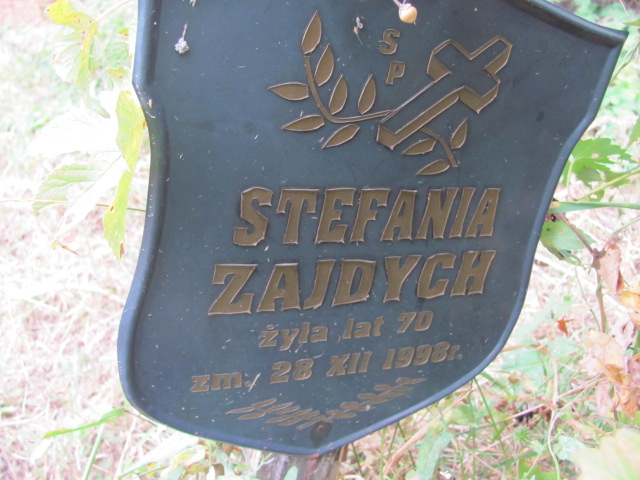 S
P
STEFANIA
ZAJDYCH
żyła lat 70
zm. 28 XII 1998r.